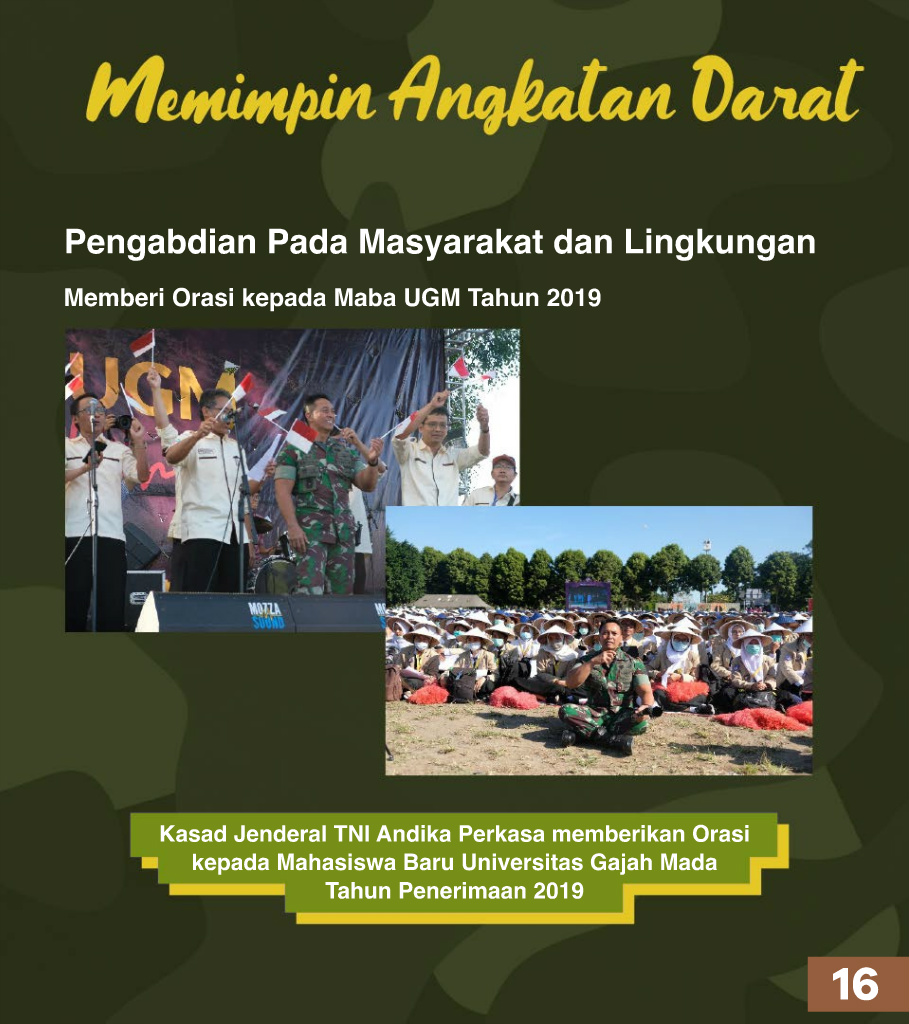 Memimpin Angkatan Darat
Pengabdian Pada Masyarakat dan Lingkungan
Memberi Orasi kepada Maba UGM Tahun 2019
UGM
MOZZA
SOUND
Kasad Jenderal TNI Andika Perkasa memberikan Orasi
kepada Mahasiswa Baru Universitas Gajah Mada
Tahun Penerimaan 2019
16